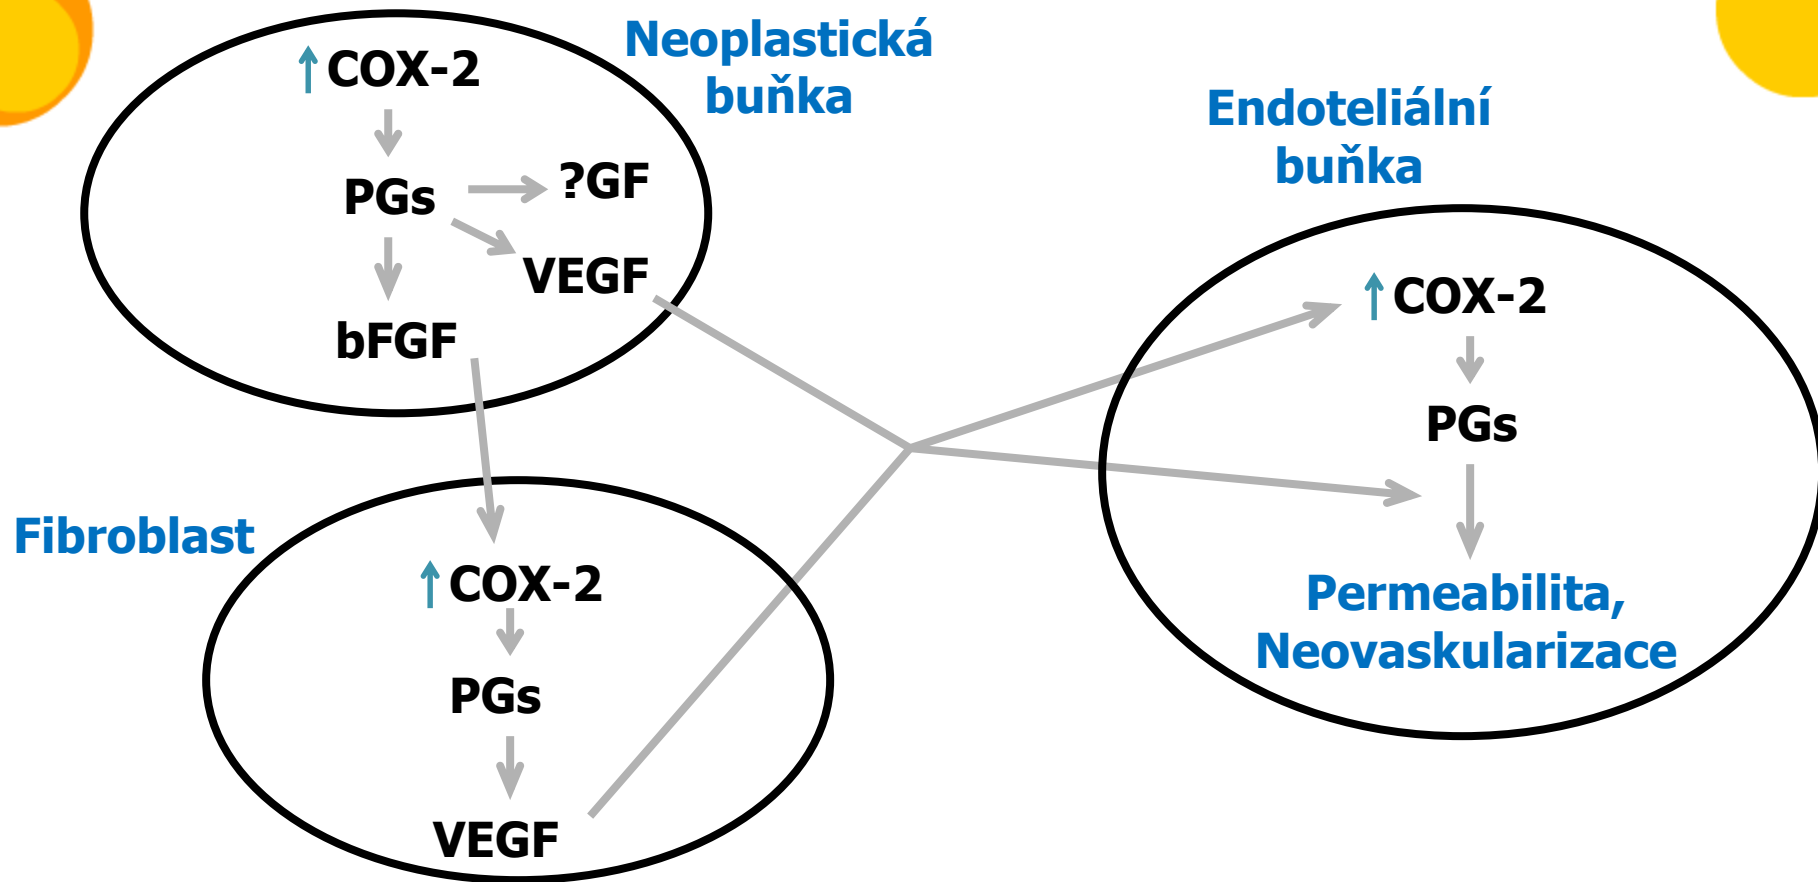 ↑COX-2
PGs
?GF
VEGF
bFGF
Neoplastická
buňka
Fibroblast
↑COX-2
PGs
VEGF
Endoteliální
buňka
↑COX-2
PGs
Permeabilita,
Neovaskularizace